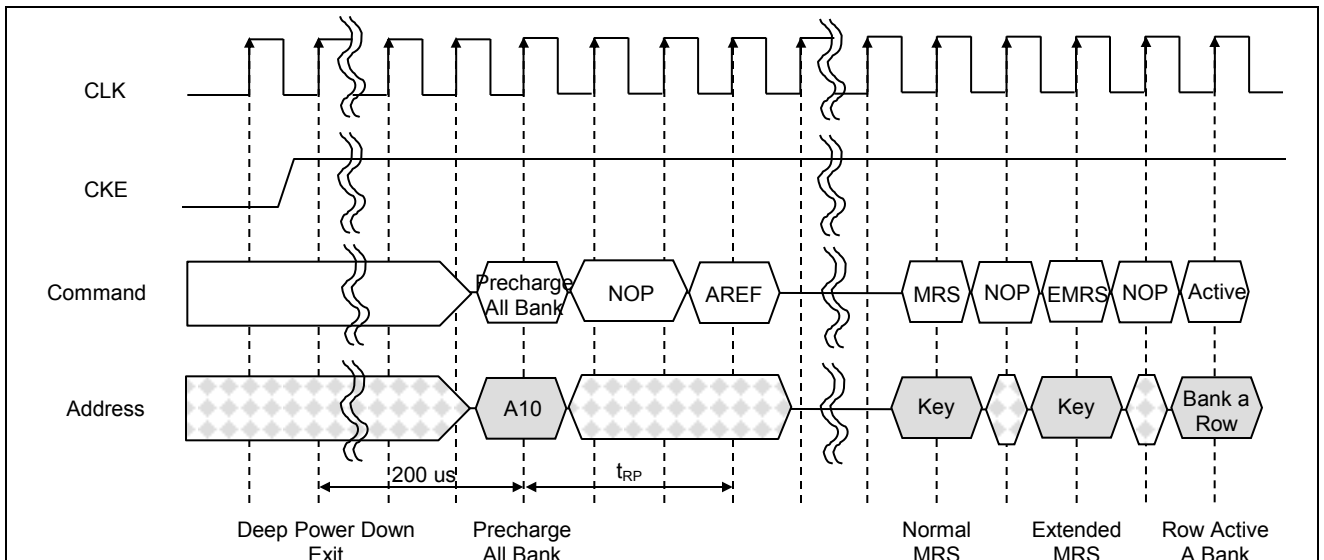 CLK
CKE
Command
Precharge
All Bank
NOP
AREF
MRS
NOP
EMRS
NOP
Active
Address
A10
Key
Key
Bank a
Row
200 us
tRP
Deep Power Down
Exit
Precharge
All Bank
Normal
MRS
Extended
MRS
Row Active
A Bank